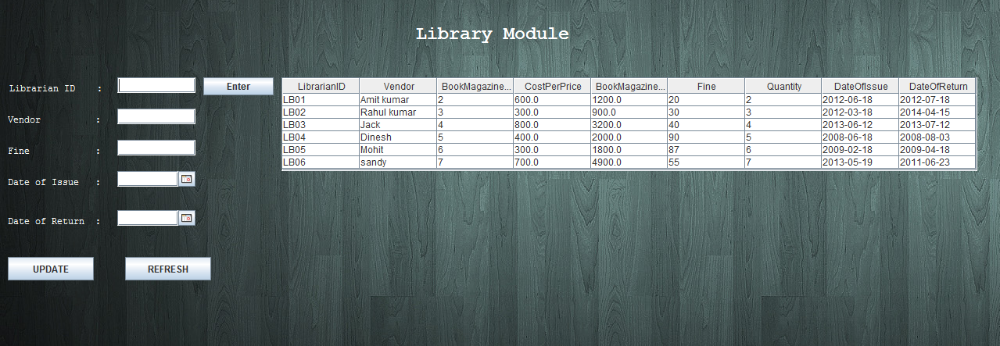 Library Module
Librarian ID : Enter
Vendor :
Fine :
Date of Issue :
Date of Return :
UPDATE REFRESH
LibrarianID Vendor BookMagazine... CostPerPrice BookMagazine... Fine Quantity DateOfIssue DateOfReturn
LB01 Amit kumar 2 600.0 1200.0 20 2 2012-06-18 2012-07-18
LB02 Rahul kumar 3 300.0 900.0 30 3 2012-03-18 2014-04-15
LB03 Jack 4 800.0 3200.0 40 4 2013-06-12 2013-07-12
LB04 Dinesh 5 400.0 2000.0 90 5 2008-06-18 2008-08-03
LB05 Mohit 6 300.0 1800.0 87 6 2009-02-18 2009-04-18
LB06 sandy 7 700.0 4900.0 55 7 2013-05-19 2011-06-23